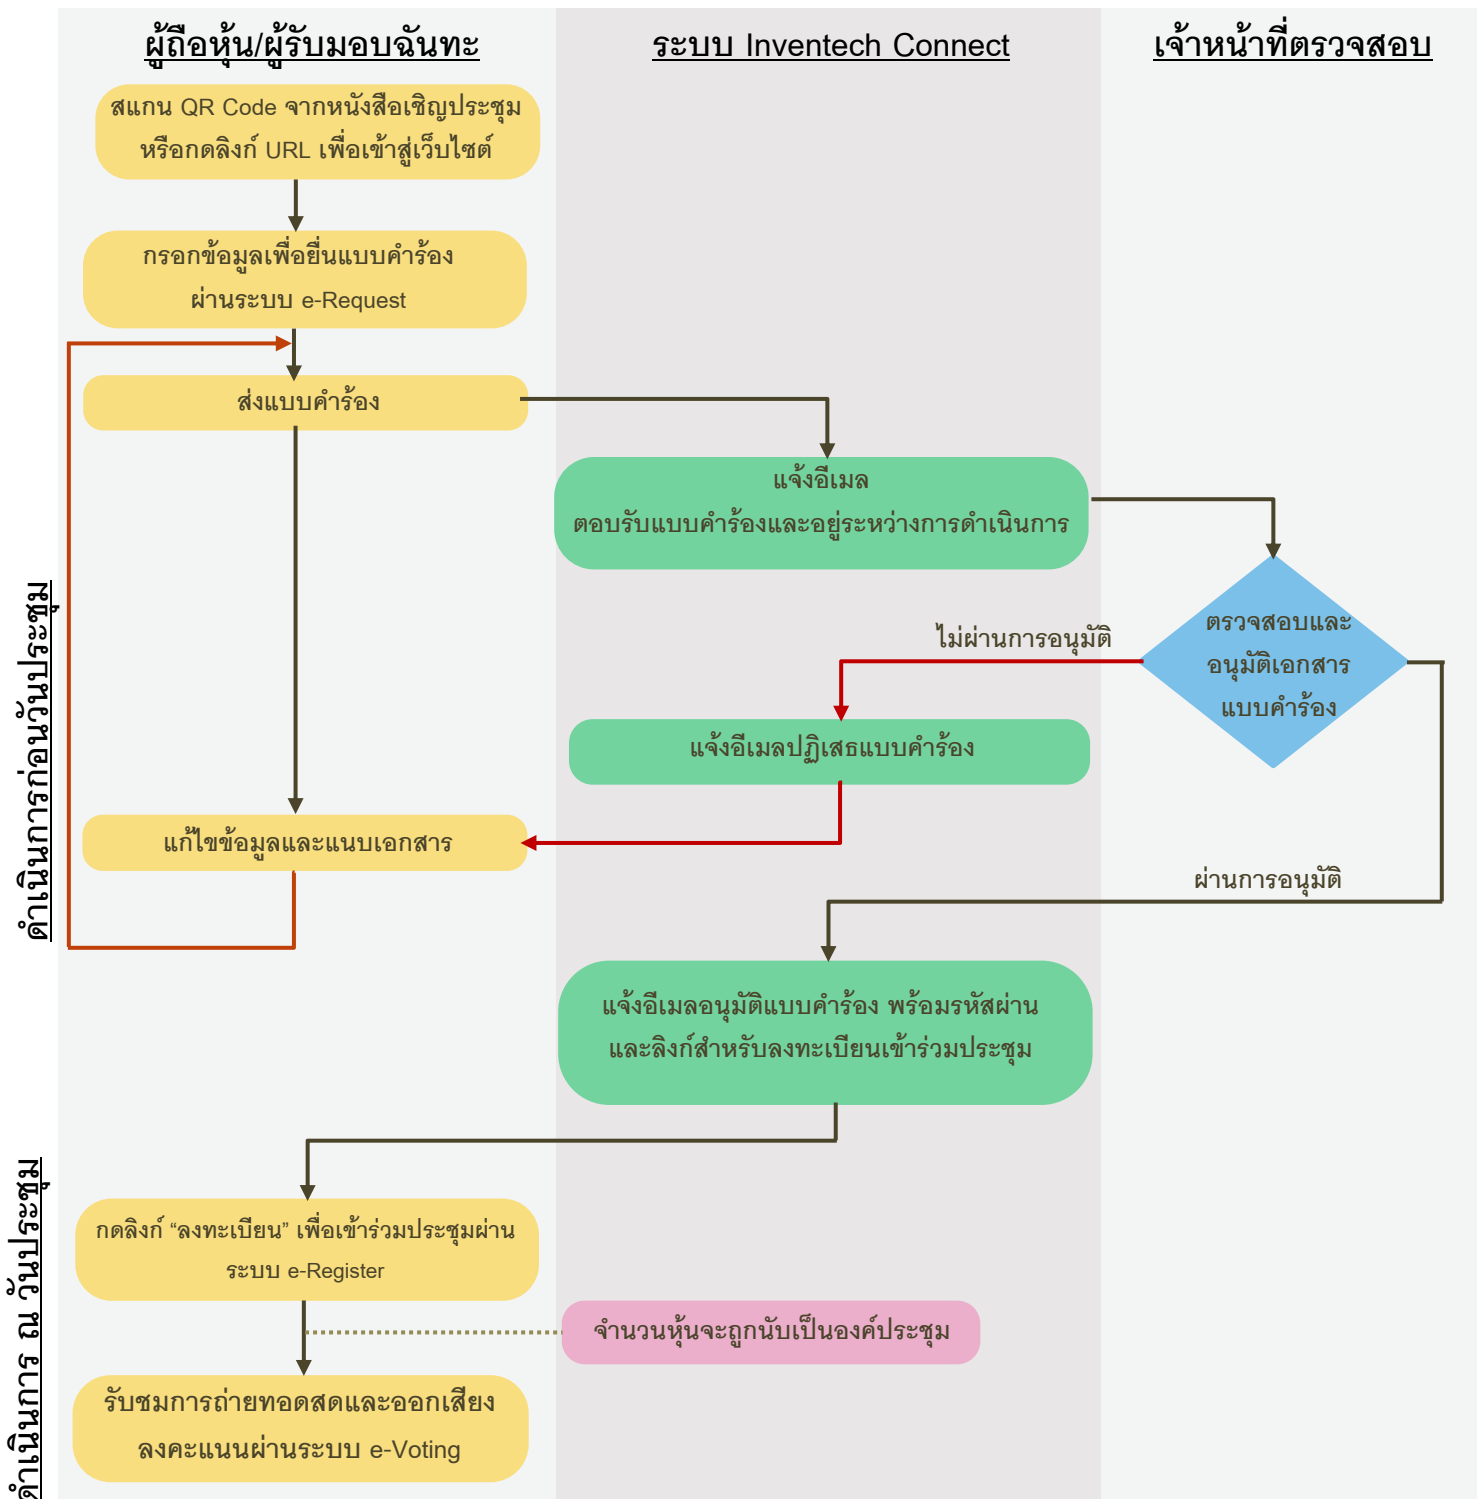 ผู้ถือหุ้น/ผู้รับมอบฉันทะ
ระบบ Inventech Connect
เจ้าหน้าที่ตรวจสอบ
ดำเนินการก่อนวันประชุม
สแกน QR Code จากหนังสือเชิญประชุม
หรือกดลิงก์ URL เพื่อเข้าสู่เว็บไซต์
กรอกข้อมูลเพื่อยื่นแบบคำร้อง
ผ่านระบบ e-Request
ส่งแบบคำร้อง
แจ้งอีเมล
ตอบรับแบบคำร้องและอยู่ระหว่างการดำเนินการ
ตรวจสอบและ
อนุมัติเอกสาร
แบบคำร้อง
ไม่ผ่านการอนุมัติ
แจ้งอีเมลปฏิเสธแบบคำร้อง
แก้ไขข้อมูลและแนบเอกสาร
ผ่านการอนุมัติ
แจ้งอีเมลอนุมัติแบบคำร้อง พร้อมรหัสผ่าน
และลิงก์สำหรับลงทะเบียนเข้าร่วมประชุม
ดำเนินการ ณ วันประชุม
กดลิงก์ “ลงทะเบียน” เพื่อเข้าร่วมประชุมผ่าน
ระบบ e-Register
จำนวนหุ้นจะถูกนับเป็นองค์ประชุม
รับชมการถ่ายทอดสดและออกเสียง
ลงคะแนนผ่านระบบ e-Voting